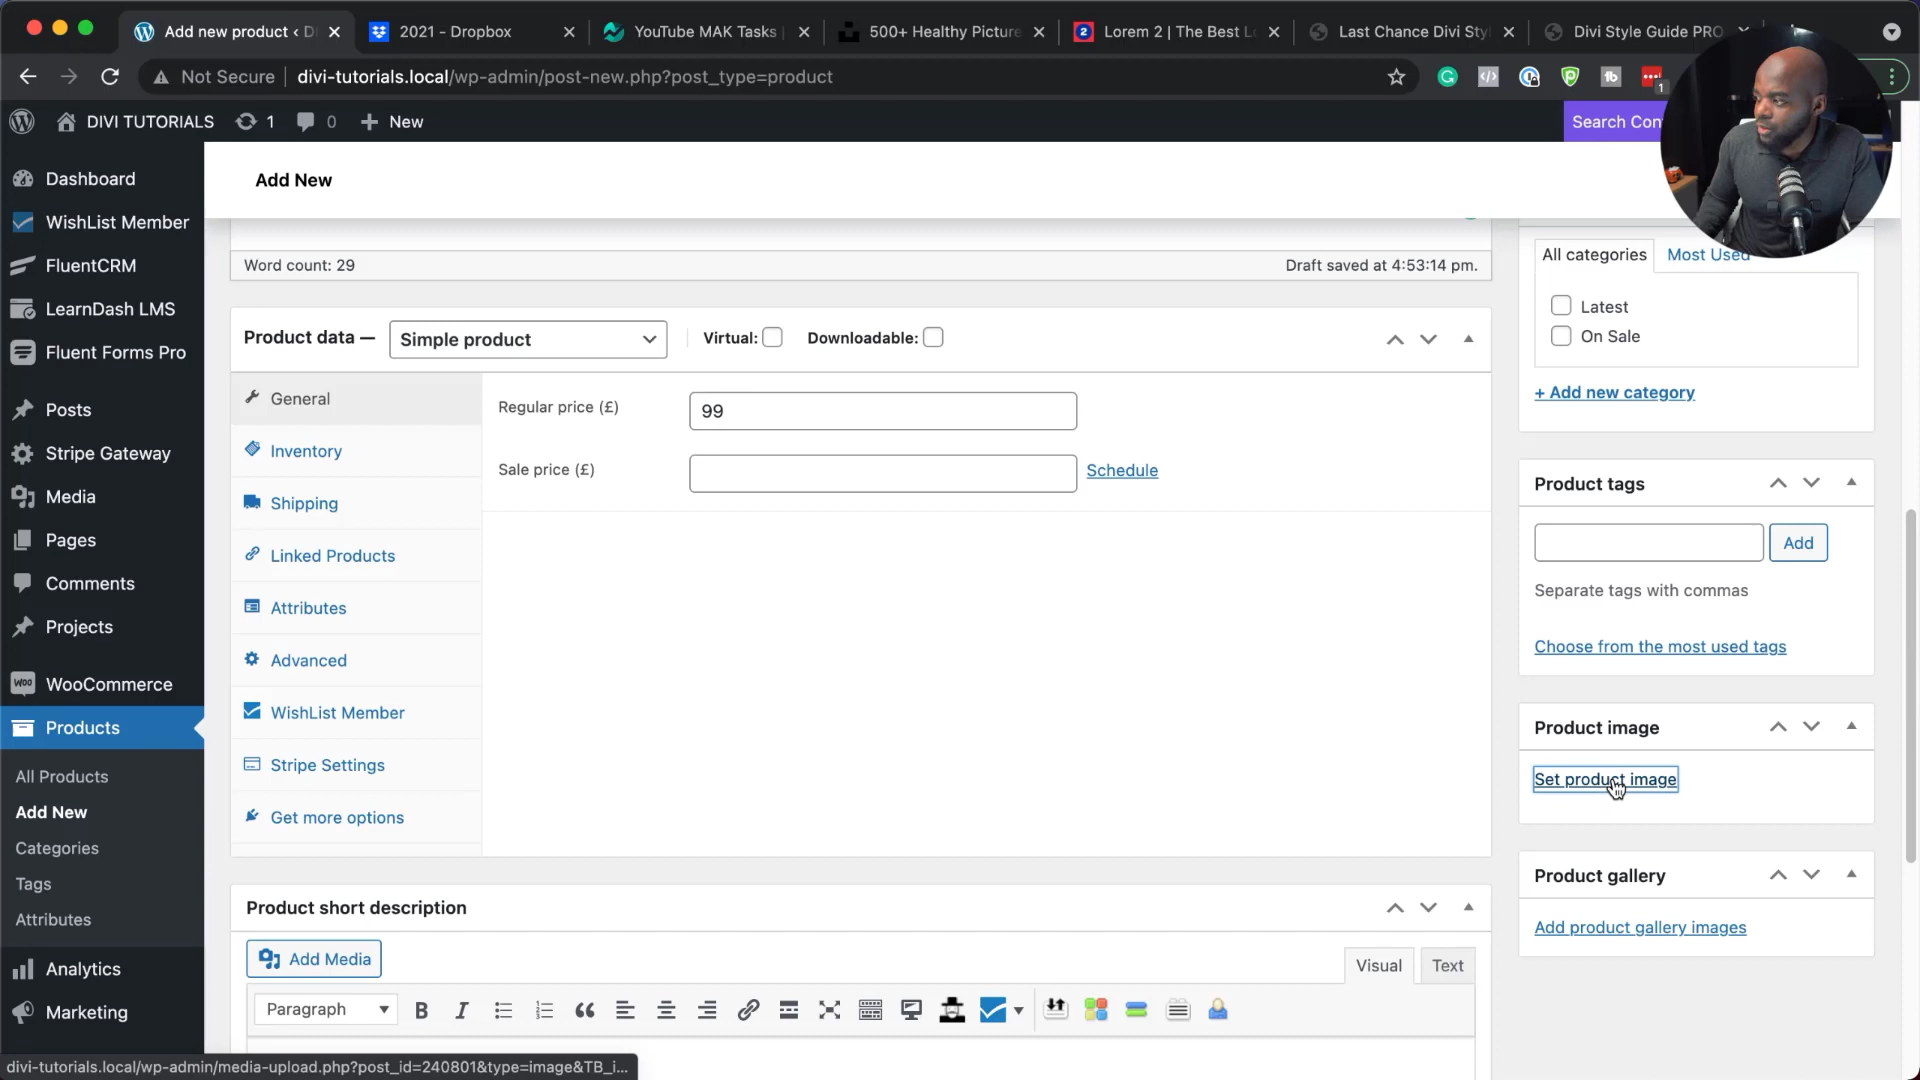 Add new product ‹ D
2021 - Dropbox
YouTube MAK Tasks
500+ Healthy Picture
2
Lorem 2 | The Best L
Last Chance Divi Sty
Divi Style Guide PRO
Not Secure
divi-tutorials.local/wp-admin/post-new.php?post_type=product
1
DIVI TUTORIALS
1
0
New
Search Con
Dashboard
WishList Member
FluentCRM
LearnDash LMS
Fluent Forms Pro
Posts
Stripe Gateway
Media
Pages
Comments
Projects
WooCommerce
Products
All Products
Add New
Categories
Tags
Attributes
Analytics
Marketing
Add New
Word count: 29
Draft saved at 4:53:14 pm.
Product data —
Simple product
Virtual:
Downloadable:
General
Inventory
Shipping
Linked Products
Attributes
Advanced
WishList Member
Stripe Settings
Get more options
Regular price (£)
99
Sale price (£)
Schedule
Product short description
Add Media
Visual
Text
Paragraph
B
I
All categories
Most Used
Latest
On Sale
+ Add new category
Product tags
Add
Separate tags with commas
Choose from the most used tags
Product image
Set product image
Product gallery
Add product gallery images
divi-tutorials.local/wp-admin/media-upload.php?post_id=240801&type=image&TB_i...